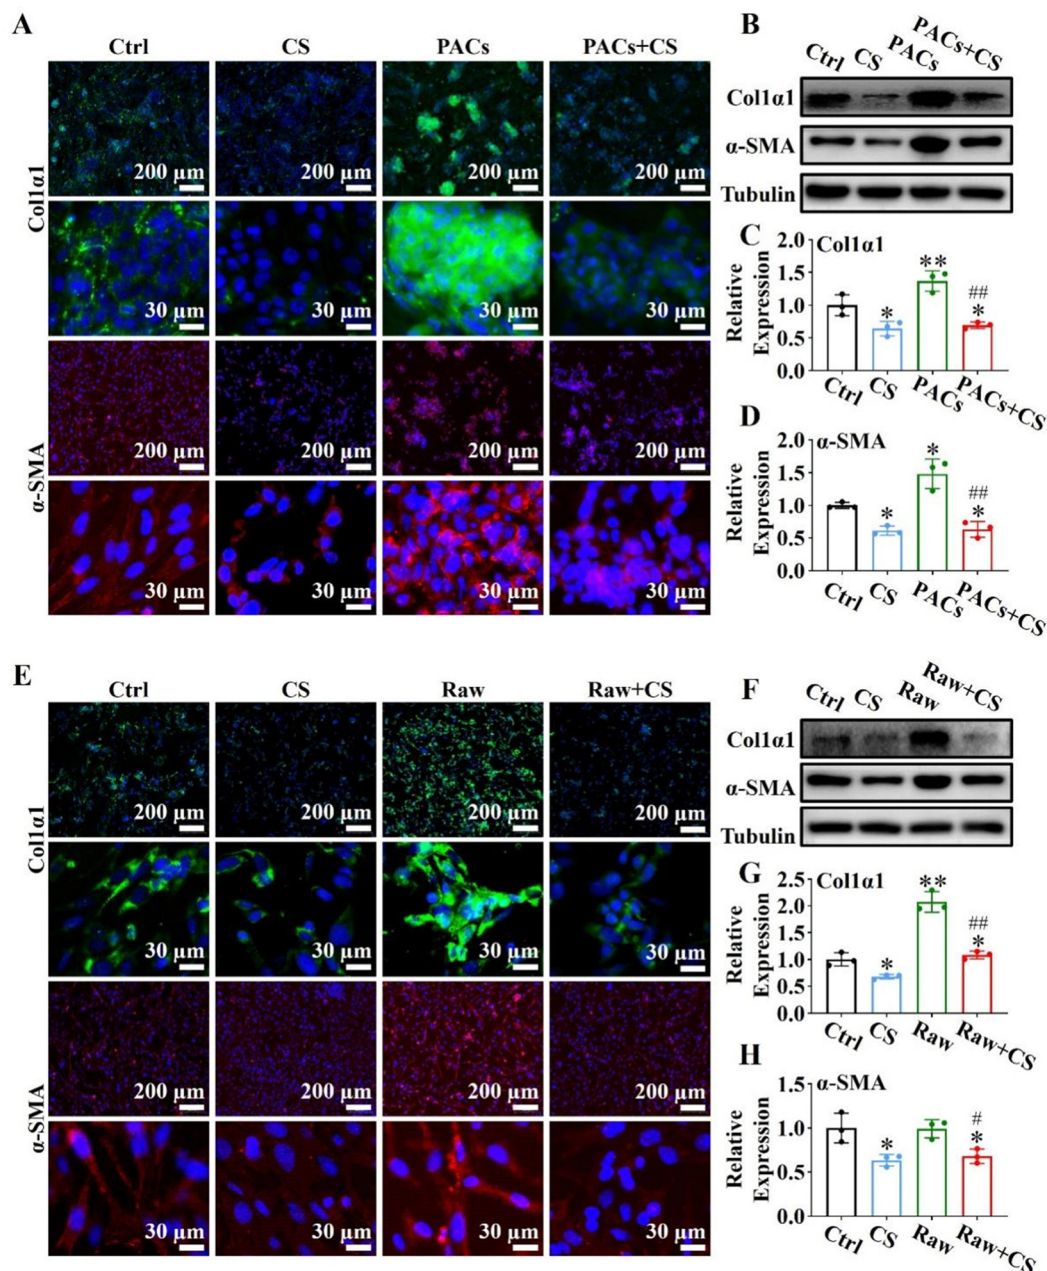 A
Ctrl CS PACs PACs+CS
Col1α1
200 µm 200 µm 200 µm 200 µm
30 µm 30 µm 30 µm 30 µm
α-SMA
200 µm 200 µm 200 µm 200 µm
30 µm 30 µm 30 µm 30 µm
B
Ctrl CS PACs PACs+CS
Col1α1
α-SMA
Tubulin
C
Col1α1
Relative
Expression
2.0
1.5
1.0
0.5
0.0
* ** ## *
Ctrl CS PACs PACs+CS
D
α-SMA
Relative
Expression
2.0
1.5
1.0
0.5
0.0
* * ## *
Ctrl CS PACs PACs+CS
E
Ctrl CS Raw Raw+CS
Col1α1
200 µm 200 µm 200 µm 200 µm
30 µm 30 µm 30 µm 30 µm
α-SMA
200 µm 200 µm 200 µm 200 µm
30 µm 30 µm 30 µm 30 µm
F
Ctrl CS Raw Raw+CS
Col1α1
α-SMA
Tubulin
G
Col1α1
Relative
Expression
2.5
2.0
1.5
1.0
0.5
0.0
* ** ## *
Ctrl CS Raw Raw+CS
H
α-SMA
Relative
Expression
1.5
1.0
0.5
0.0
* # *
Ctrl CS Raw Raw+CS